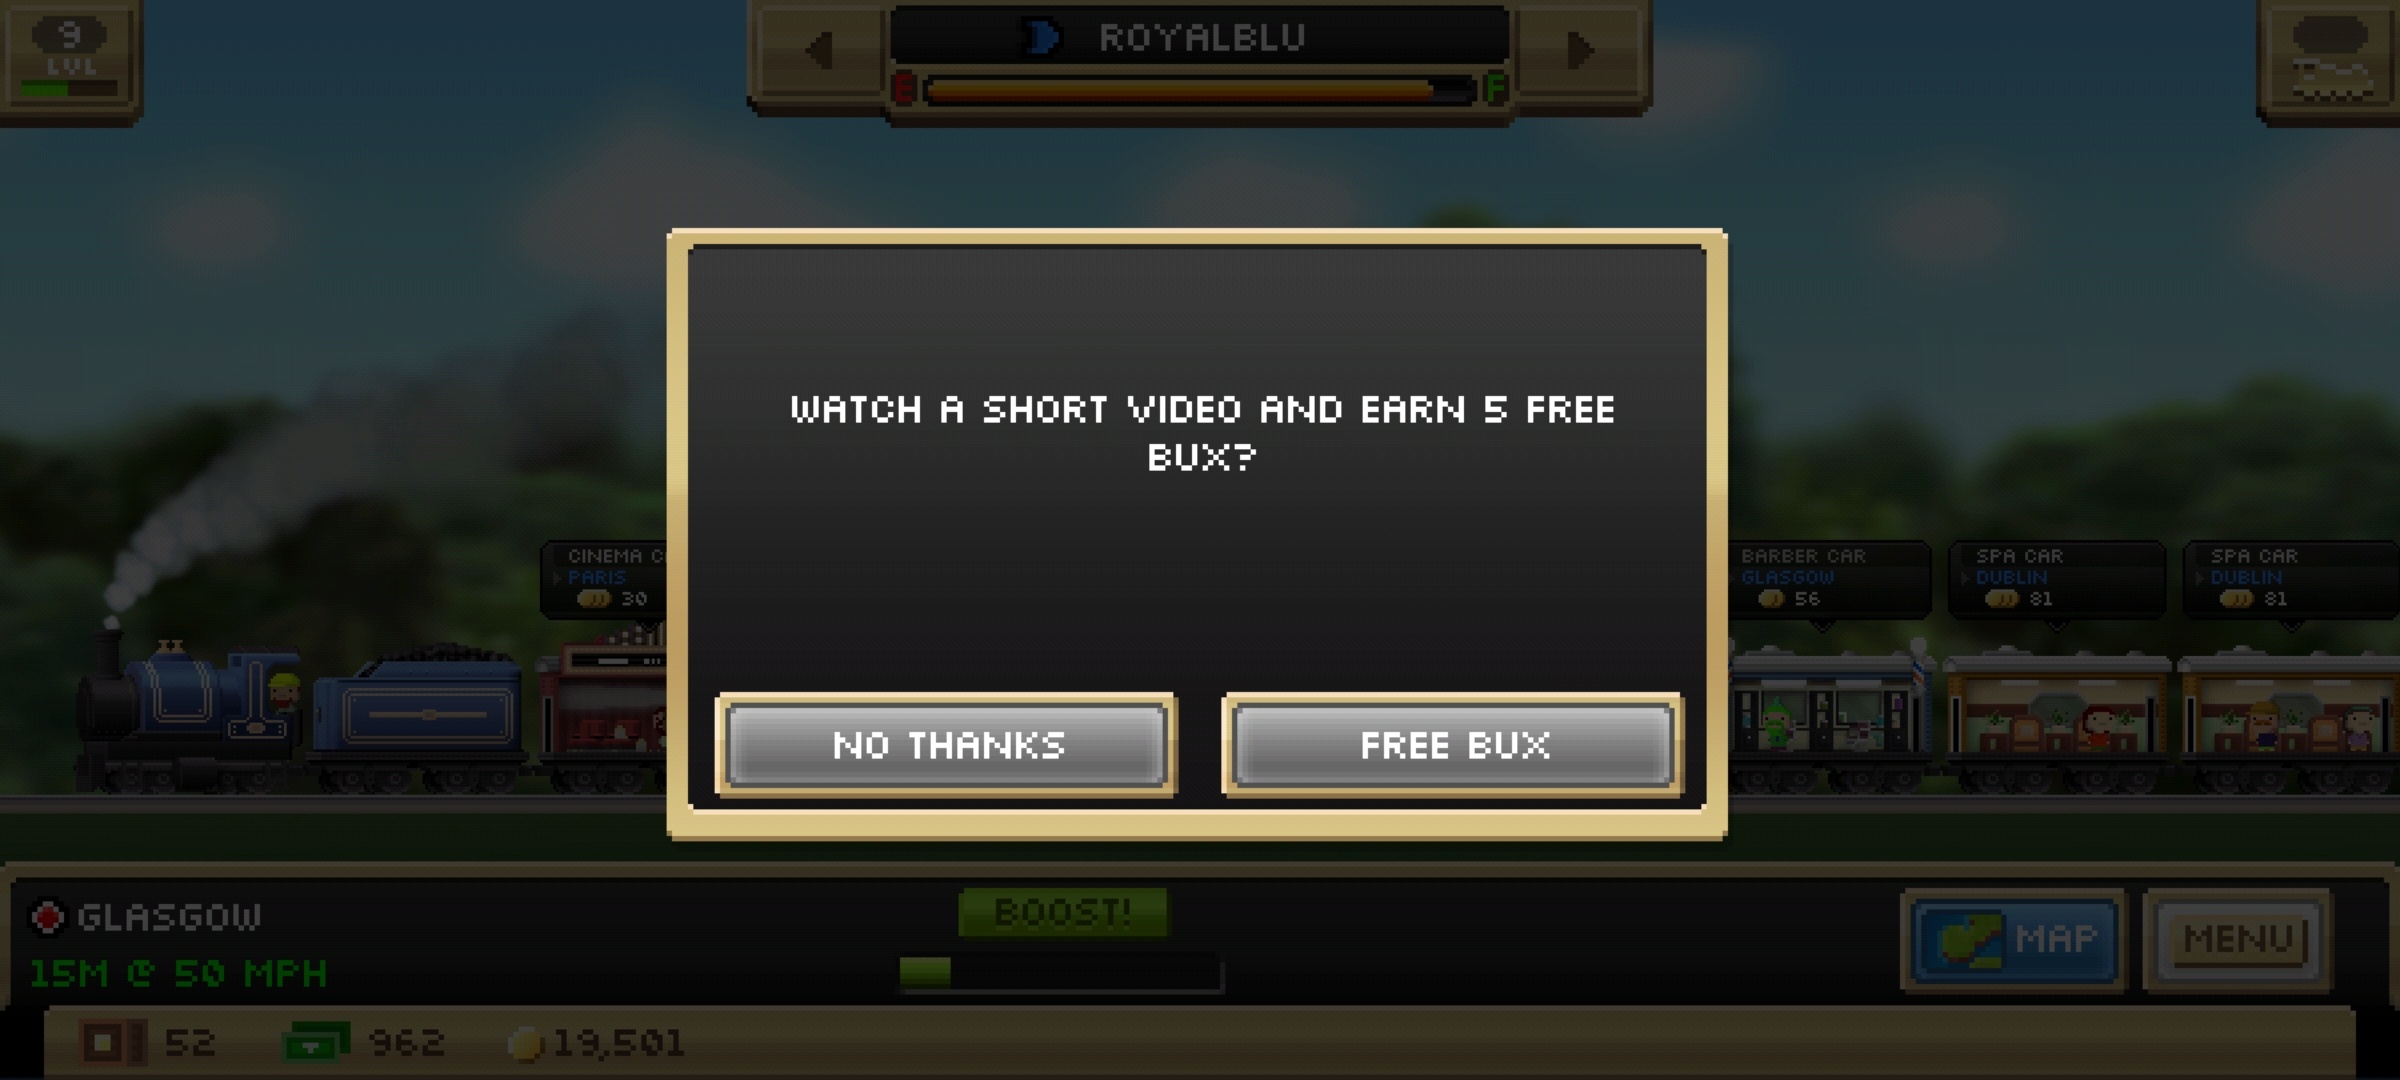 9
LVL
ROYALBLU
E F
WATCH A SHORT VIDEO AND EARN 5 FREE
BUX?
NO THANKS
FREE BUX
CINEMA C
PARIS
30
BARBER CAR
GLASGOW
56
SPA CAR
DUBLIN
81
SPA CAR
DUBLIN
81
GLASGOW
15M @ 50 MPH
BOOST!
MAP
MENU
52
962
19,501